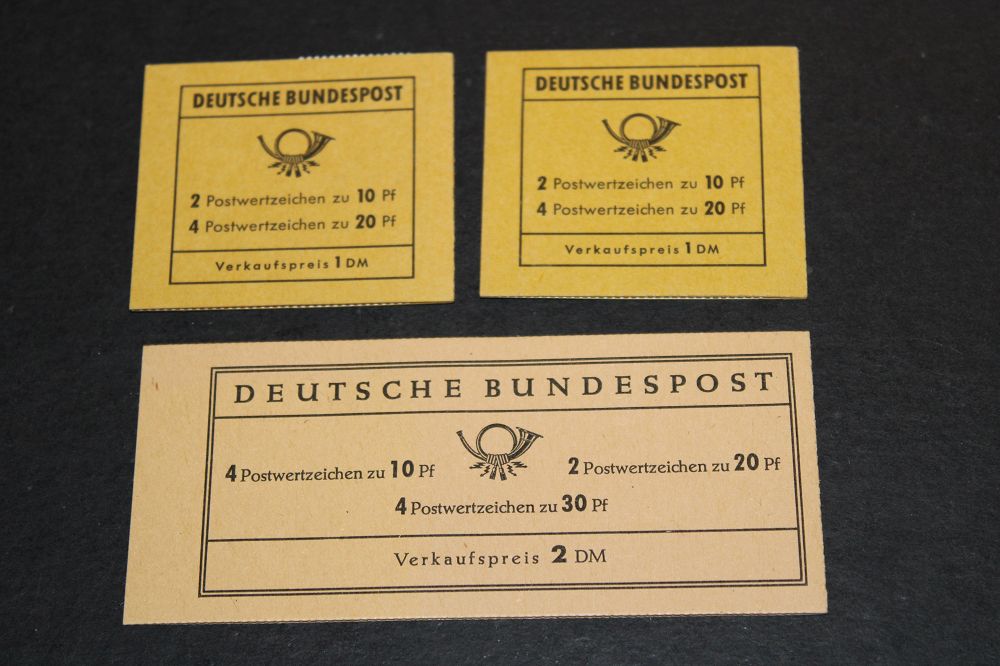 DEUTSCHE BUNDESPOST
2 Postwertzeichen zu 10 Pf
4 Postwertzeichen zu 20 Pf
Verkaufspreis 1 DM
DEUTSCHE BUNDESPOST
2 Postwertzeichen zu 10 Pf
4 Postwertzeichen zu 20 Pf
Verkaufspreis 1 DM
DEUTSCHE BUNDESPOST
4 Postwertzeichen zu 10 Pf
2 Postwertzeichen zu 20 Pf
4 Postwertzeichen zu 30 Pf
Verkaufspreis 2 DM